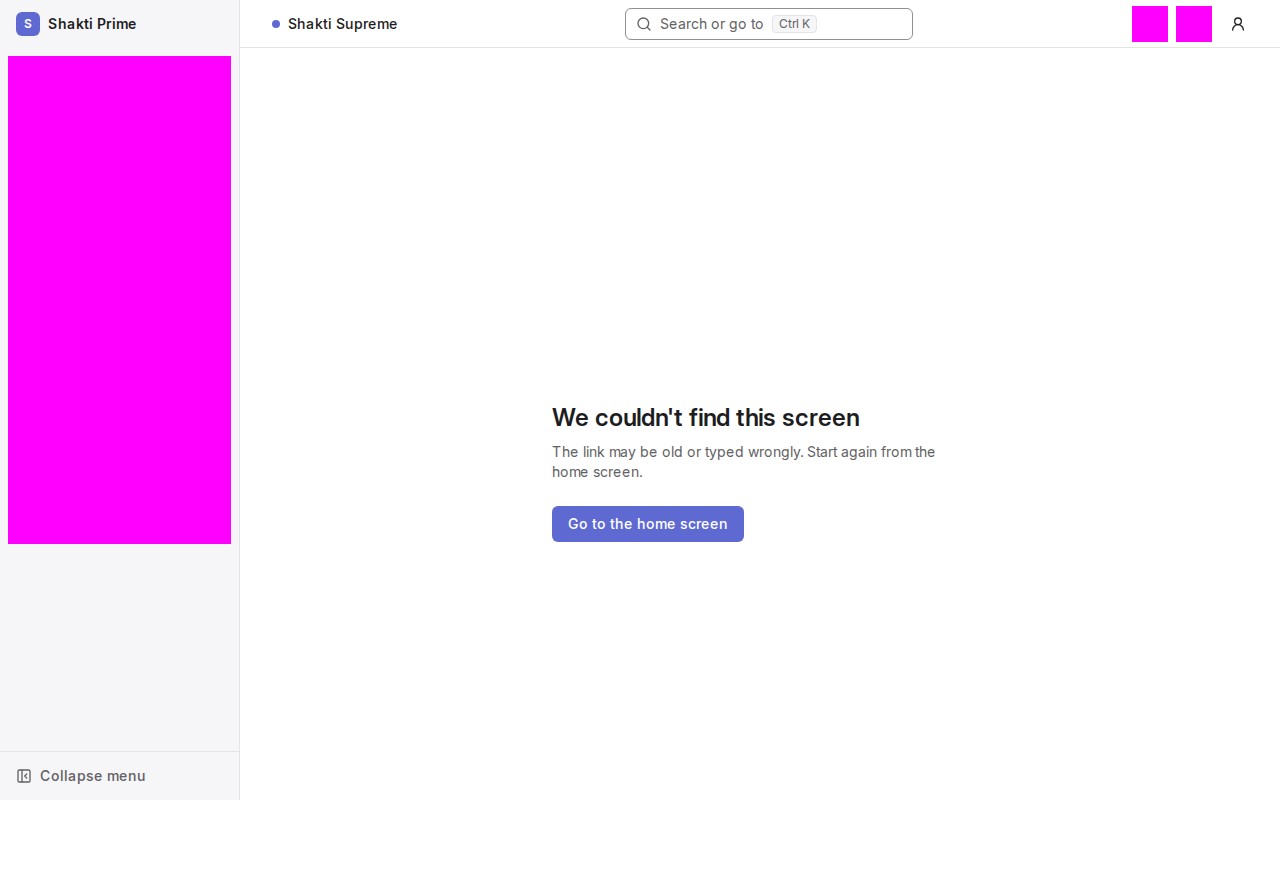 S Shakti Prime
Shakti Supreme
Search or go to Ctrl K
We couldn't find this screen
The link may be old or typed wrongly. Start again from the
home screen.
Go to the home screen
Collapse menu